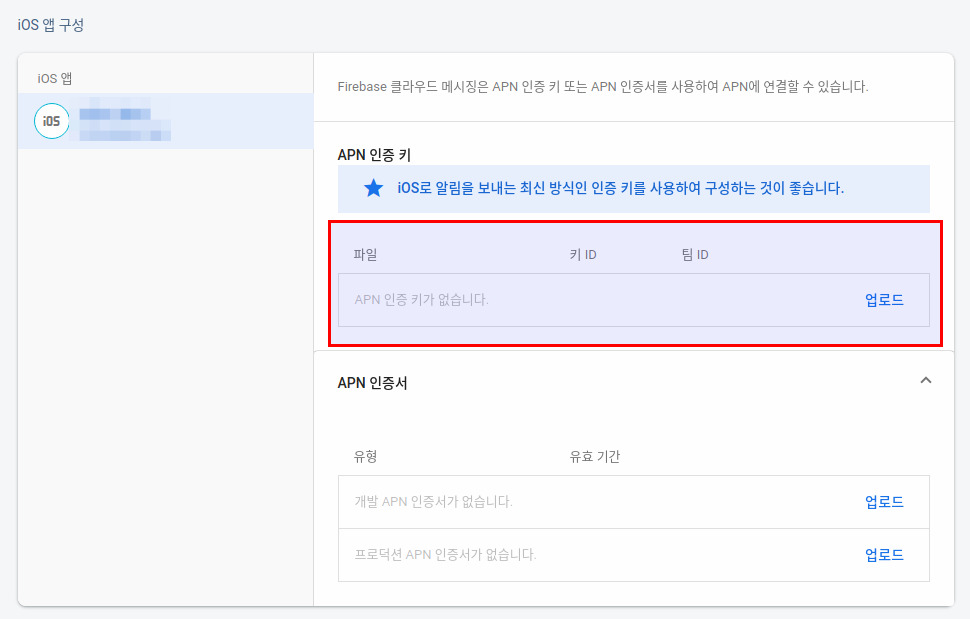 iOS 앱 구성
iOS 앱
iOS
Firebase 클라우드 메시징은 APN 인증 키 또는 APN 인증서를 사용하여 APN에 연결할 수 있습니다.
APN 인증 키
iOS로 알림을 보내는 최신 방식인 인증 키를 사용하여 구성하는 것이 좋습니다.
파일 키 ID 팀 ID
APN 인증 키가 없습니다. 업로드
APN 인증서
유형 유효 기간
개발 APN 인증서가 없습니다. 업로드
프로덕션 APN 인증서가 없습니다. 업로드